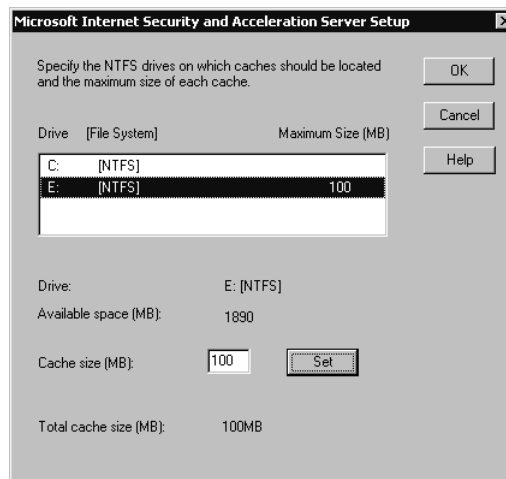 Microsoft Internet Security and Acceleration Server Setup
Specify the NTFS drives on which caches should be located
and the maximum size of each cache.
OK
Cancel
Help
Drive [File System] Maximum Size (MB)
C: [NTFS]
E: [NTFS] 100
Drive: E: [NTFS]
Available space (MB): 1890
Cache size (MB): 100 Set
Total cache size (MB): 100MB